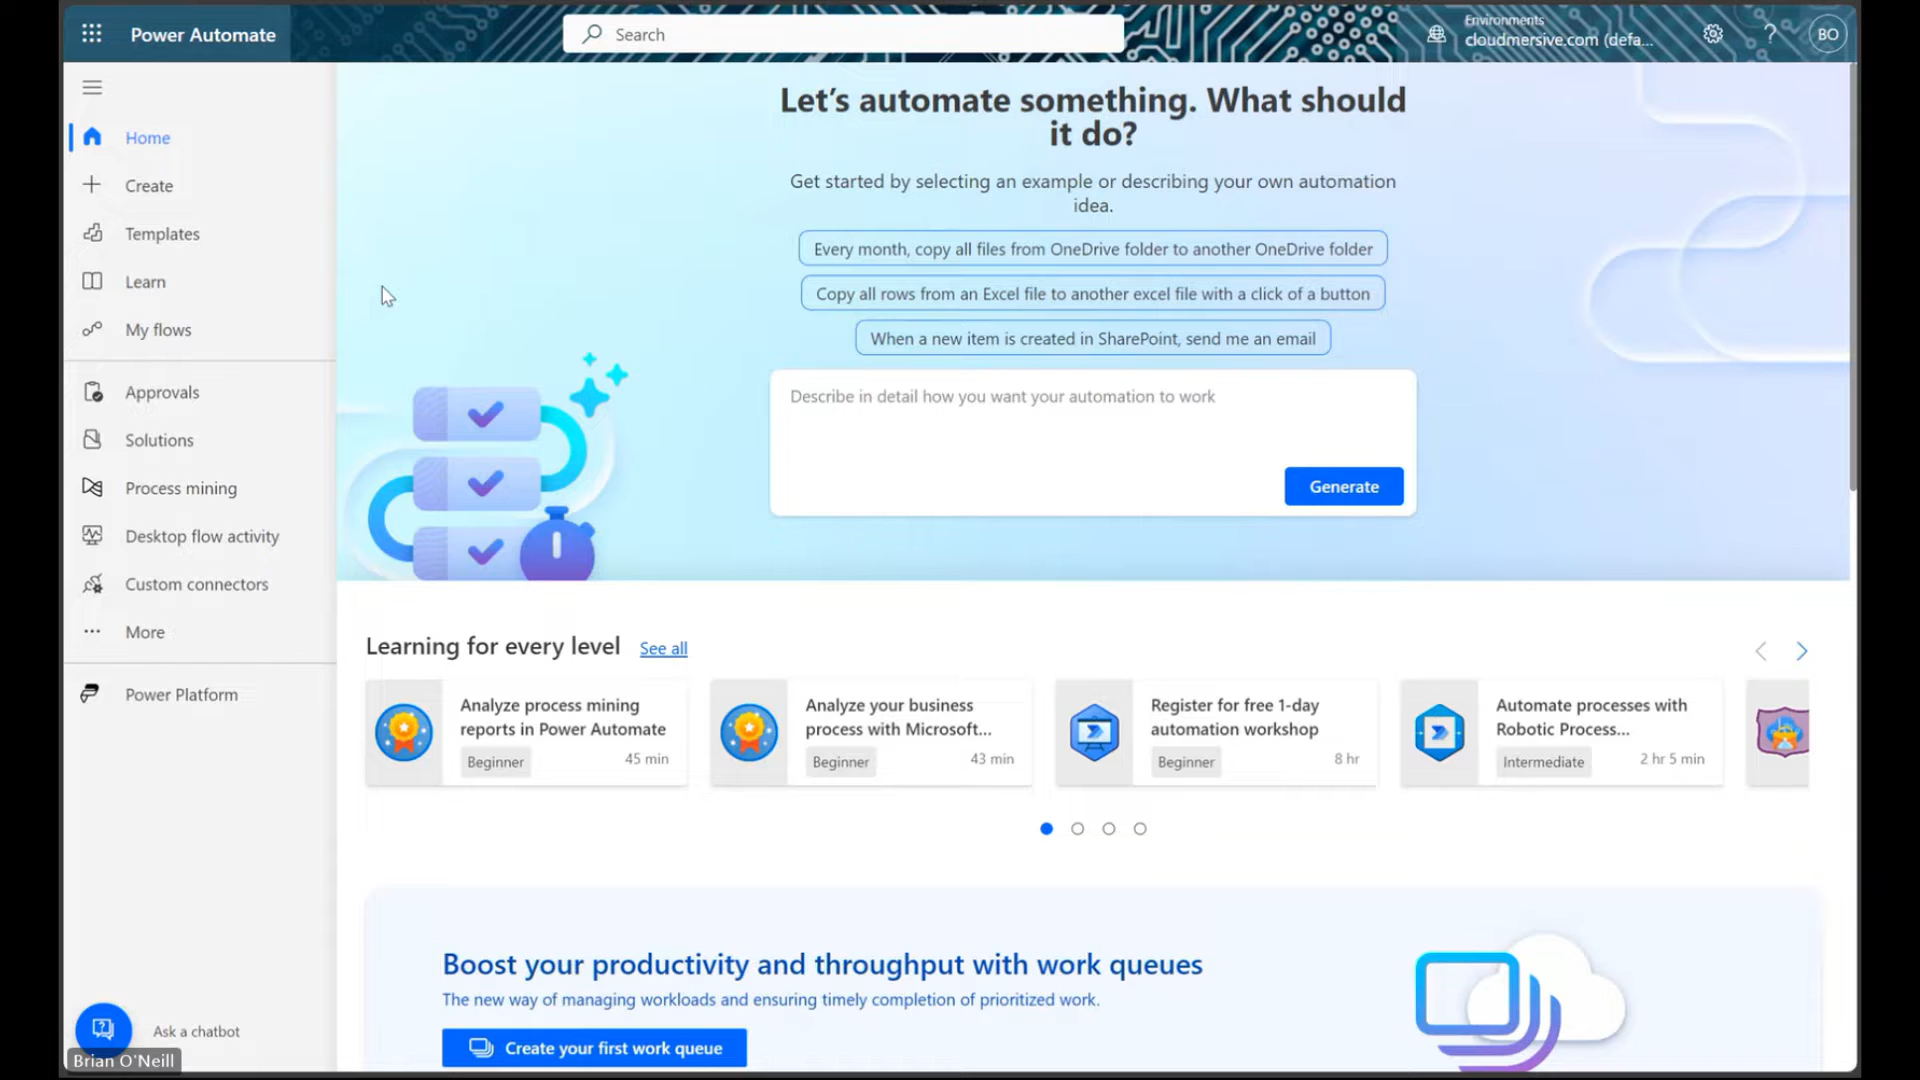 Power Automate
Search
Environments
cloudmersive.com (defa...
?
BO
Home
Create
Templates
Learn
My flows
Approvals
Solutions
Process mining
Desktop flow activity
Custom connectors
More
Power Platform
Ask a chatbot
Brian O'Neill
Let's automate something. What should
it do?
Get started by selecting an example or describing your own automation
idea.
Every month, copy all files from OneDrive folder to another OneDrive folder
Copy all rows from an Excel file to another excel file with a click of a button
When a new item is created in SharePoint, send me an email
Describe in detail how you want your automation to work
Generate
Learning for every level
See all
Analyze process mining
reports in Power Automate
Beginner
45 min
Analyze your business
process with Microsoft...
Beginner
43 min
Register for free 1-day
automation workshop
Beginner
8 hr
Automate processes with
Robotic Process...
Intermediate
2 hr 5 min
Boost your productivity and throughput with work queues
The new way of managing workloads and ensuring timely completion of prioritized work.
Create your first work queue